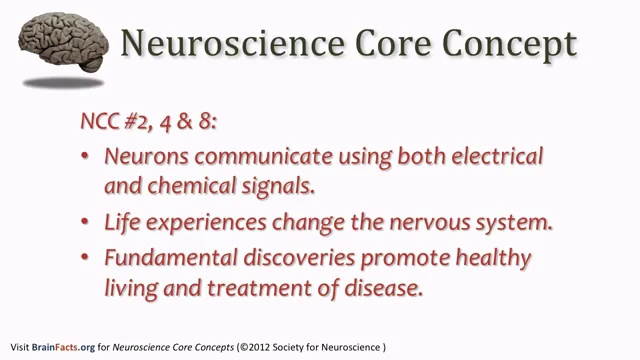 Neuroscience Core Concept
NCC #2, 4 & 8:
• Neurons communicate using both electrical
and chemical signals.
• Life experiences change the nervous system.
• Fundamental discoveries promote healthy
living and treatment of disease.
Visit BrainFacts.org for Neuroscience Core Concepts (©2012 Society for Neuroscience )